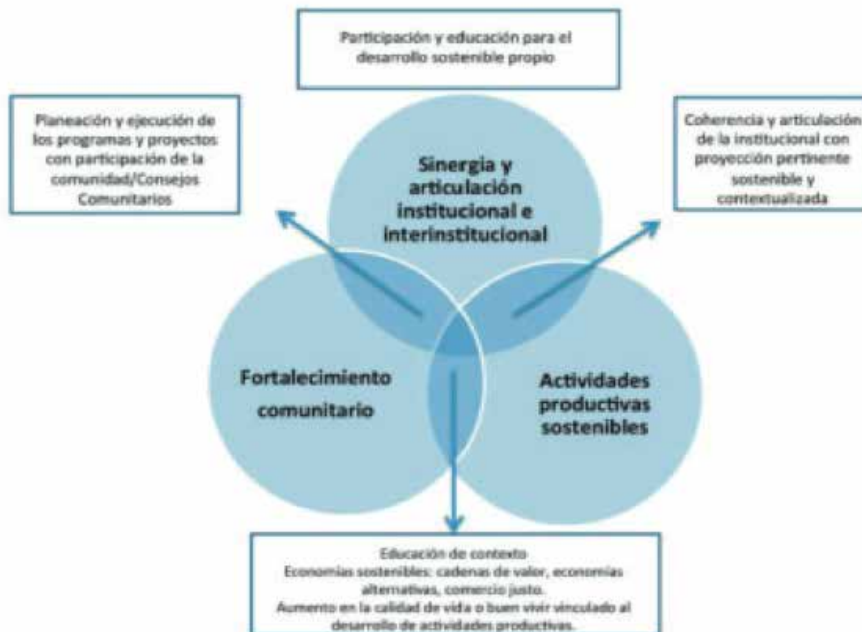 Participación y educación para el
desarrollo sostenible propio
Planeación y ejecución de
los programas y proyectos
con participación de la
comunidad/Consejos
Comunitarios
Coherencia y articulación
de la institucional con
proyección pertinente
sostenible y
contextualizada
Sinergia y
articulación
institucional e
interinstitucional
Fortalecimiento
comunitario
Actividades
productivas
sostenibles
Educación de contexto
Economías sostenibles: cadenas de valor, economías
alternativas, comercio justo.
Aumento en la calidad de vida o buen vivir vinculado al
desarrollo de actividades productivas.